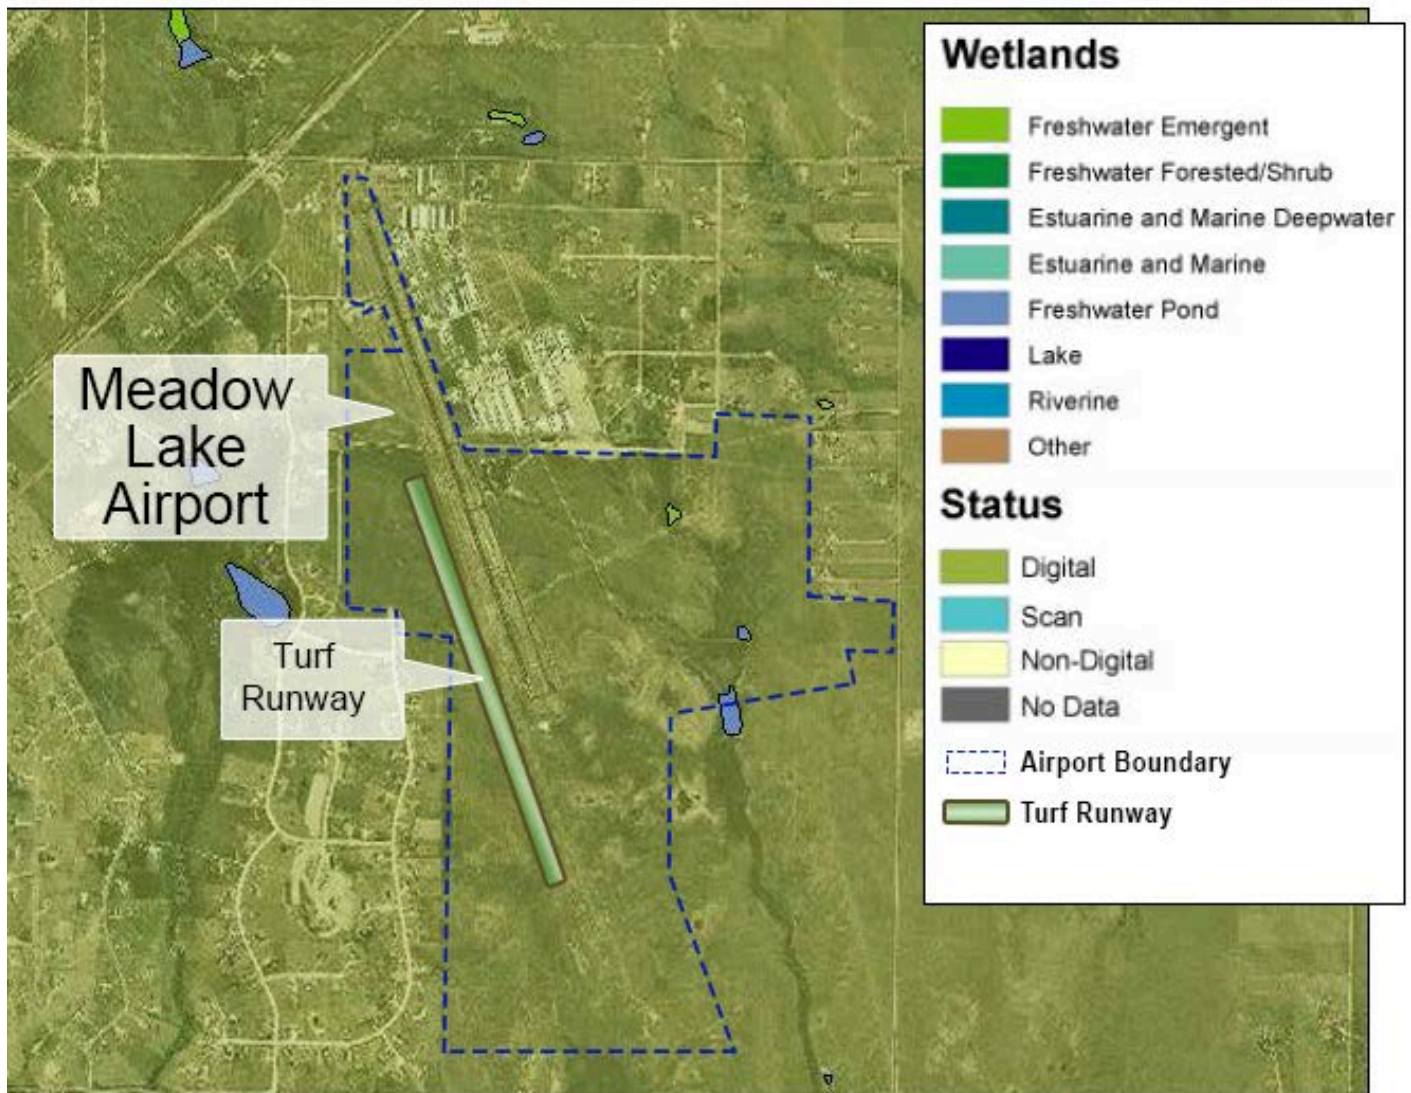 Meadow
Lake
Airport
Turf
Runway
Wetlands
Freshwater Emergent
Freshwater Forested/Shrub
Estuarine and Marine Deepwater
Estuarine and Marine
Freshwater Pond
Lake
Riverine
Other
Status
Digital
Scan
Non-Digital
No Data
Airport Boundary
Turf Runway